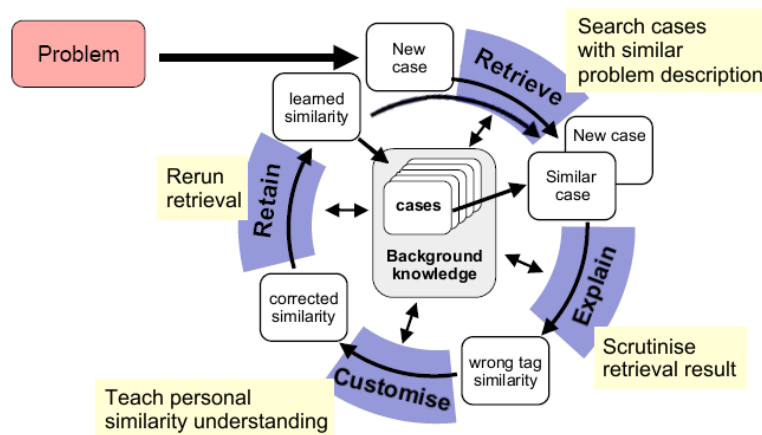 Problem
New
case
Retrieve
Search cases
with similar
problem description
learned
similarity
New case
Similar
case
Rerun
retrieval
Retain
cases
Background
knowledge
Explain
corrected
similarity
wrong tag
similarity
Scrutinise
retrieval result
Customise
Teach personal
similarity understanding